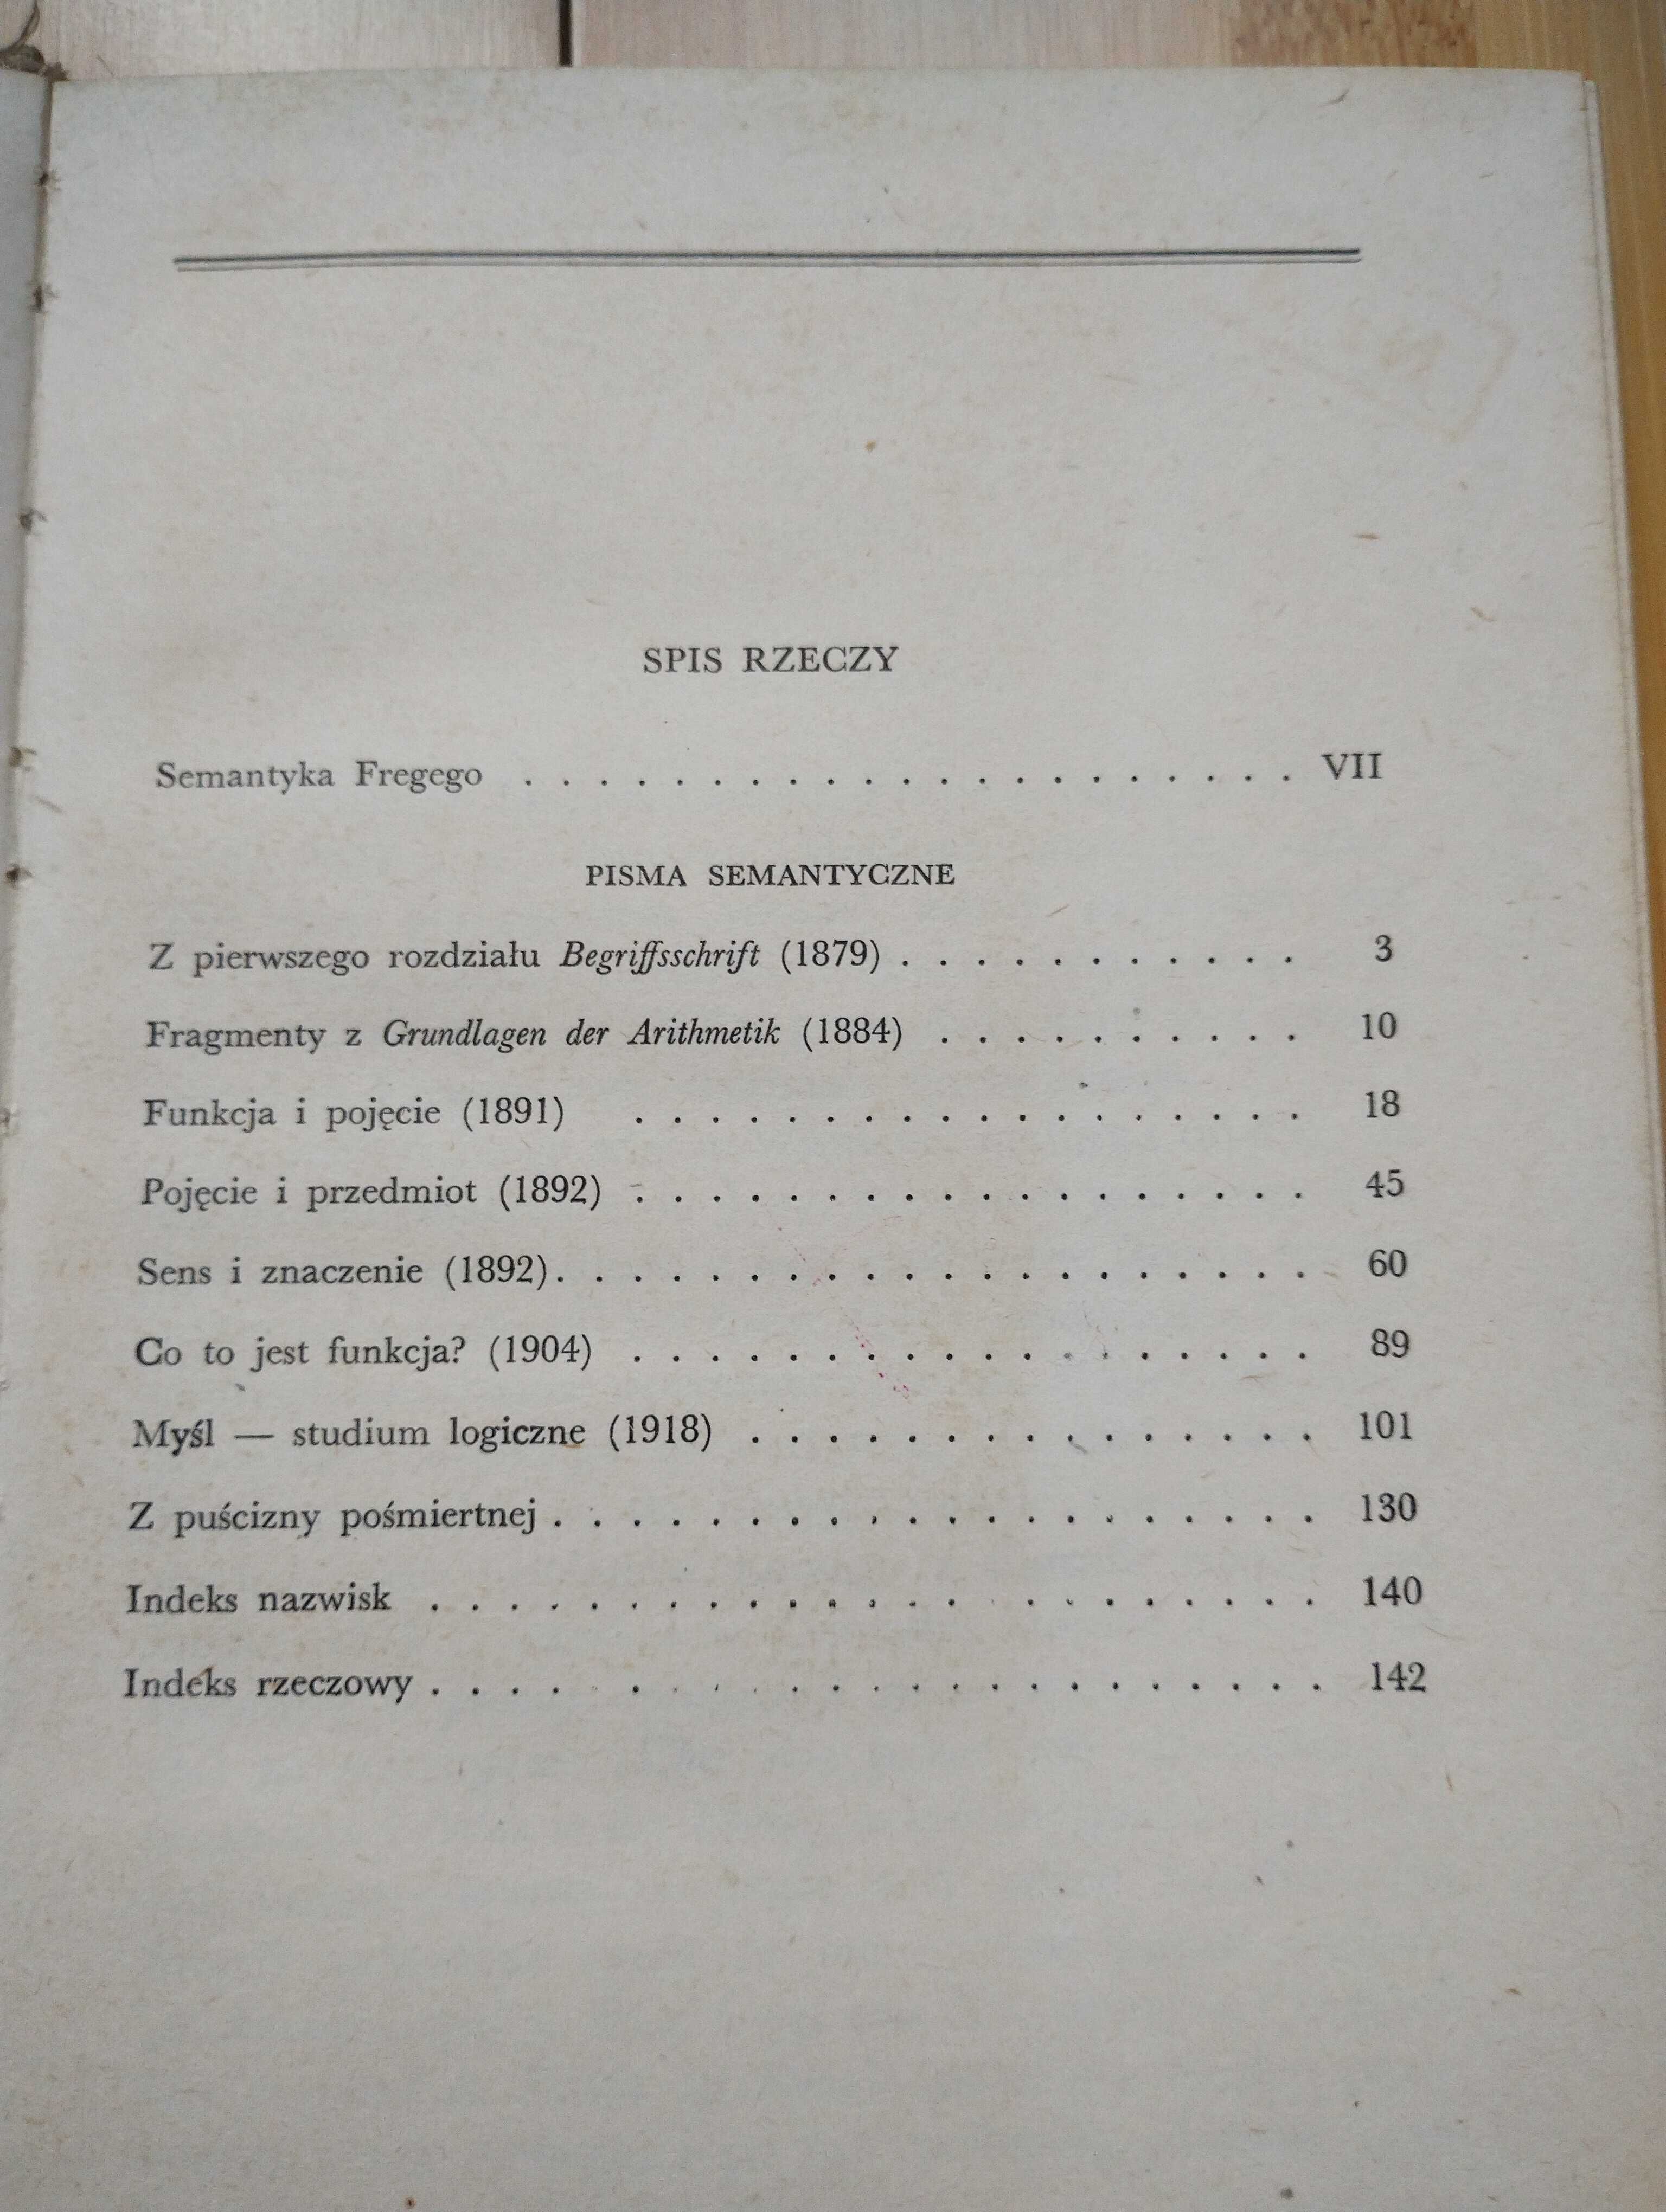 SPIS RZECZY
Semantyka Fregego . . . . . . . . . . . . . . . . . . . . . VII
PISMA SEMANTYCZNE
Z pierwszego rozdziału Begriffsschrift (1879) . . . . . . . . . . . 3
Fragmenty z Grundlagen der Arithmetik (1884) . . . . . . . . . . 10
Funkcja i pojęcie (1891) . . . . . . . . . . . . . . . . . . 18
Pojęcie i przedmiot (1892) . . . . . . . . . . . . . . . . . . 45
Sens i znaczenie (1892) . . . . . . . . . . . . . . . . . . . . 60
Co to jest funkcja? (1904) . . . . . . . . . . . . . . . . . . 89
Myśl — studium logiczne (1918) . . . . . . . . . . . . . . . 101
Z puścizny pośmiertnej . . . . . . . . . . . . . . . . . . . . 130
Indeks nazwisk . . . . . . . . . . . . . . . . . . . . . . . 140
Indeks rzeczowy . . . . . . . . . . . . . . . . . . . . . . . 142